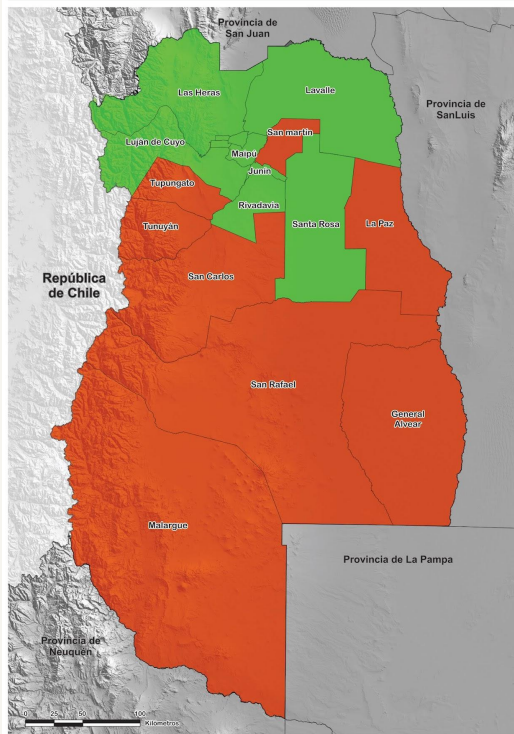 Provincia de
San Juan
Las Heras
Lavalle
Provincia de
SanLuis
San martín
Luján de Cuyo
Maipú
Junín
Tupungato
Rivadavia
Tunuyán
Santa Rosa
La Paz
República
de Chile
San Carlos
San Rafael
General
Alvear
Malargue
Provincia de La Pampa
Provincia de
Neuquén
0 25 50 100
Kilómetros